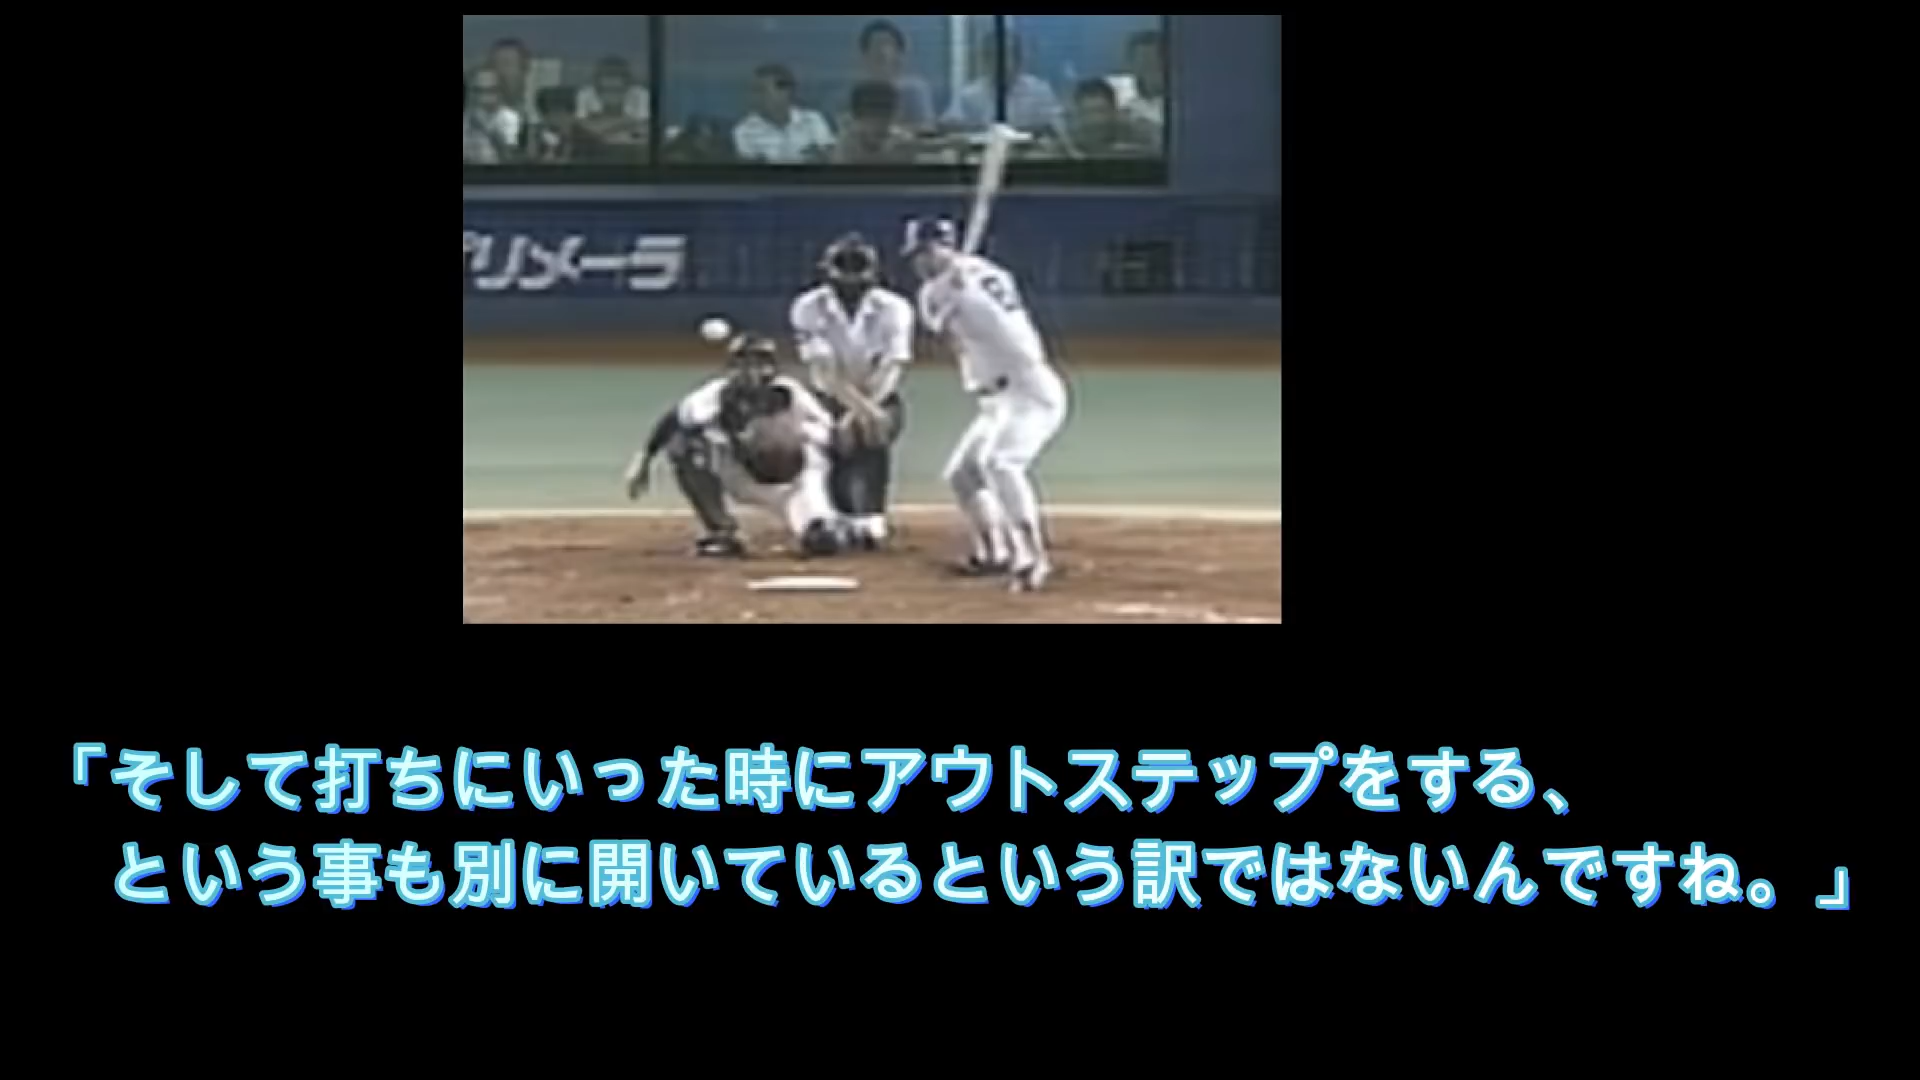 プリメーラ
「そして打ちにいった時にアウトステップをする、
という事も別に開いているという訳ではないんですね。」